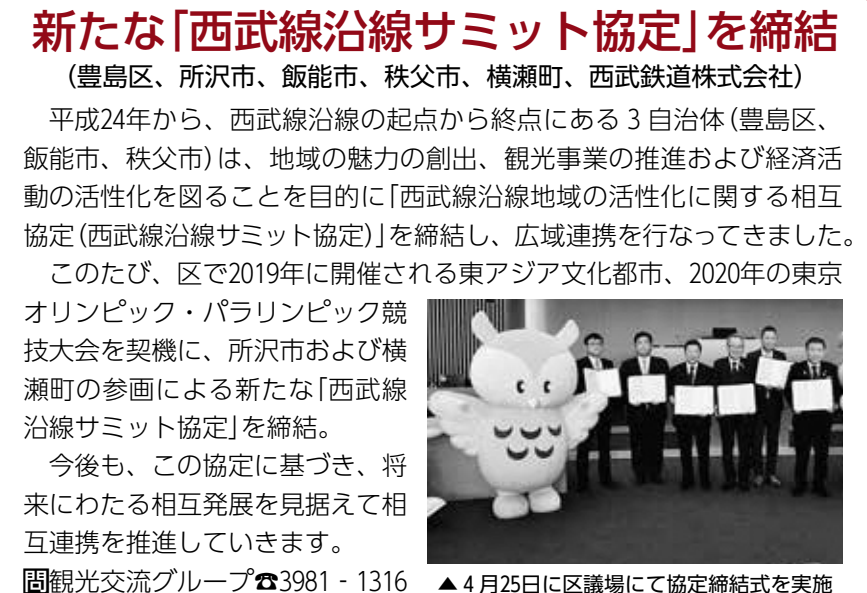 新たな「西武線沿線サミット協定」を締結
（豊島区、所沢市、飯能市、秩父市、横瀬町、西武鉄道株式会社）
平成24年から、西武線沿線の起点から終点にある３自治体（豊島区、
飯能市、秩父市）は、地域の魅力の創出、観光事業の推進および経済活
動の活性化を図ることを目的に「西武線沿線地域の活性化に関する相互
協定（西武線沿線サミット協定）」を締結し、広域連携を行なってきました。
このたび、区で2019年に開催される東アジア文化都市、2020年の東京
オリンピック・パラリンピック競
技大会を契機に、所沢市および横
瀬町の参画による新たな「西武線
沿線サミット協定」を締結。
今後も、この協定に基づき、将
来にわたる相互発展を見据えて相
互連携を推進していきます。
問観光交流グループ☎3981‐1316
▲４月25日に区議場にて協定締結式を実施